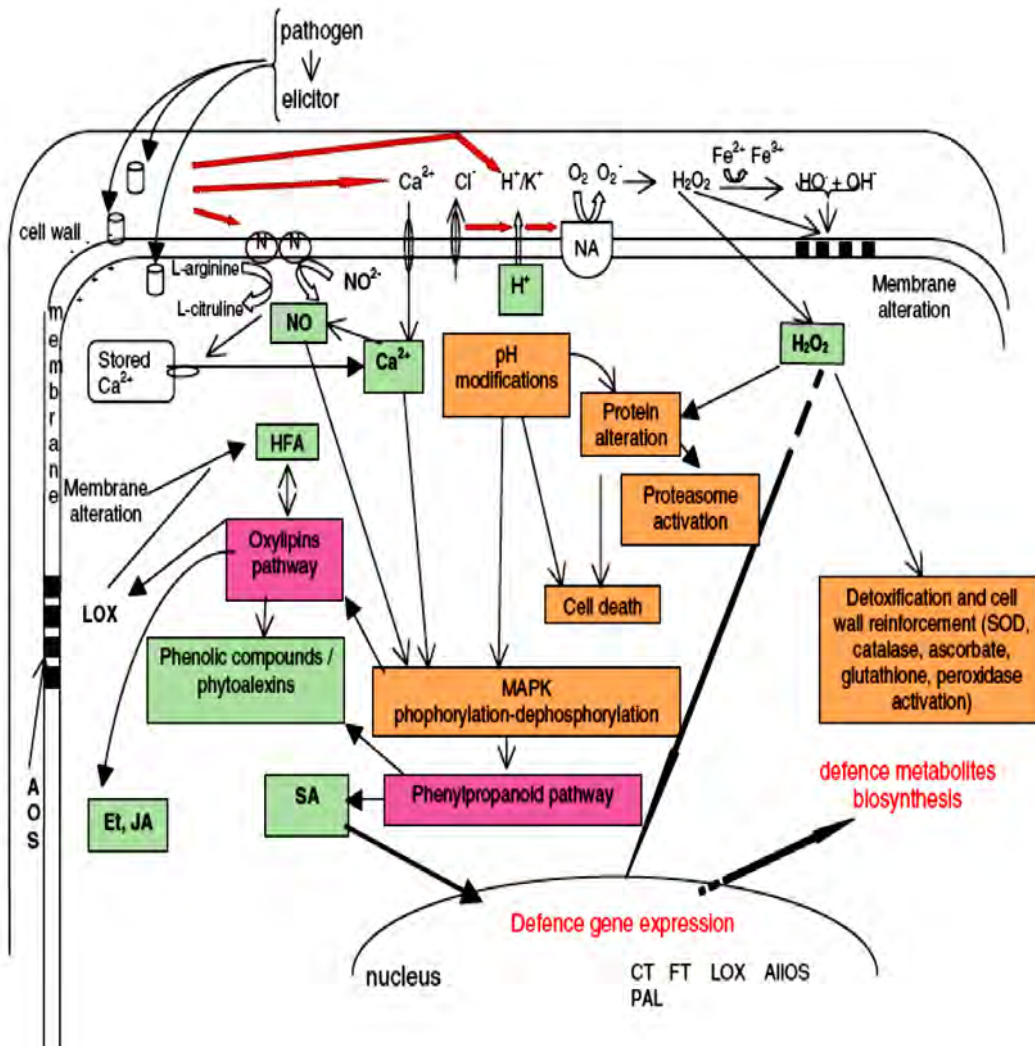 pathogen
elicitor
Ca²⁺ Cl⁻ H⁺/K⁺
O₂ O₂⁻
H₂O₂
Fe²⁺ Fe³⁺
HO⁻ + OH⁻
cell wall
membrane
N N
NA
L-arginine
L-citruline
NO²⁻
H⁺
Membrane
alteration
NO
Ca²⁺
Stored
Ca²⁺
pH
modifications
H₂O₂
Protein
alteration
Proteasome
activation
HFA
Membrane
alteration
Oxylipins
pathway
LOX
Cell death
Detoxification and cell
wall reinforcement (SOD,
catalase, ascorbate,
glutathione, peroxidase
activation)
Phenolic compounds /
phytoalexins
MAPK
phophorylation-dephosphorylation
AOS
Et, JA
SA
Phenylpropanoid pathway
defence metabolites
biosynthesis
Defence gene expression
nucleus
CT FT LOX AllOS
PAL